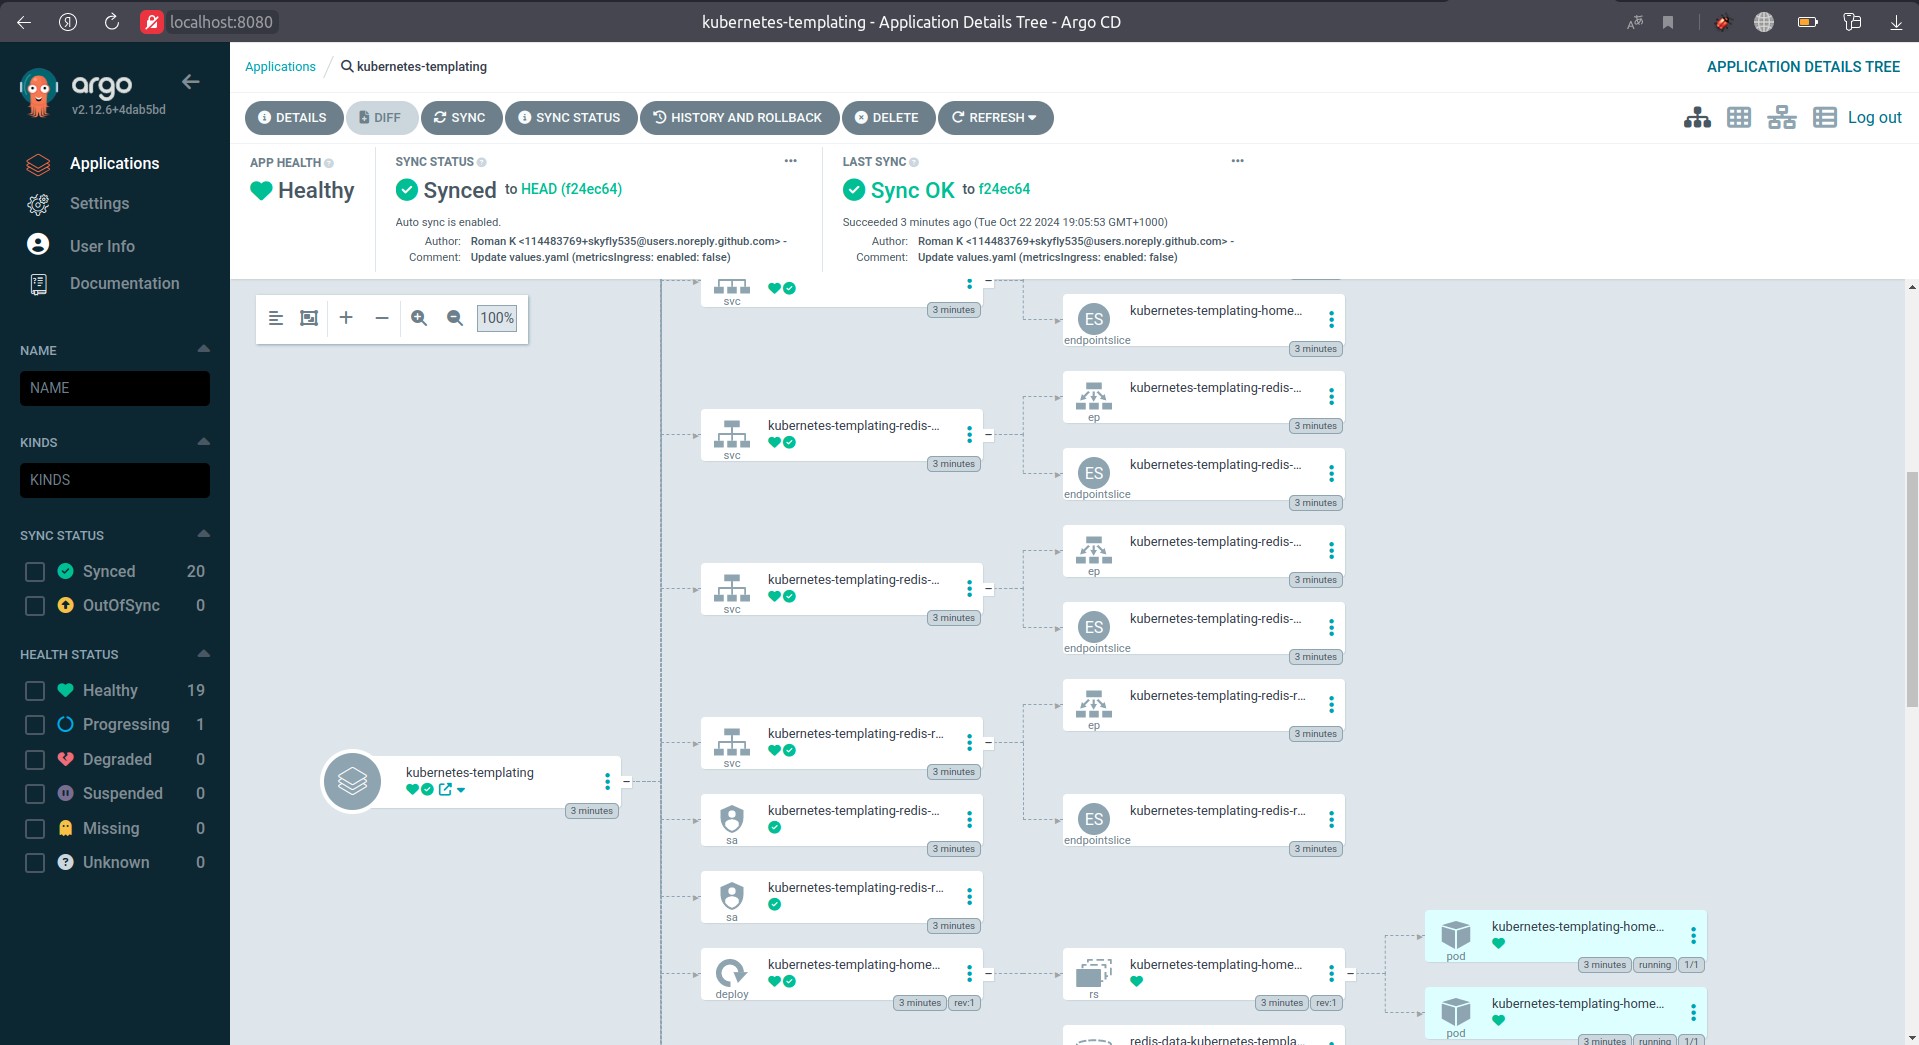 localhost:8080
kubernetes-templating - Application Details Tree - Argo CD
argo
v2.12.6+4dab5bd
Applications
Settings
User Info
Documentation
NAME
NAME
KINDS
KINDS
SYNC STATUS
Synced 20
OutOfSync 0
HEALTH STATUS
Healthy 19
Progressing 1
Degraded 0
Suspended 0
Missing 0
Unknown 0
Applications / kubernetes-templating
APPLICATION DETAILS TREE
DETAILS DIFF SYNC SYNC STATUS HISTORY AND ROLLBACK DELETE REFRESH
Log out
APP HEALTH
Healthy
SYNC STATUS
Synced to HEAD (f24ec64)
Auto sync is enabled.
Author: Roman K <114483769+skyfly535@users.noreply.github.com> -
Comment: Update values.yaml (metricsIngress: enabled: false)
LAST SYNC
Sync OK to f24ec64
Succeeded 3 minutes ago (Tue Oct 22 2024 19:05:53 GMT+1000)
Author: Roman K <114483769+skyfly535@users.noreply.github.com> -
Comment: Update values.yaml (metricsIngress: enabled: false)
100%
kubernetes-templating
3 minutes
svc
3 minutes
kubernetes-templating-redis-...
svc
3 minutes
kubernetes-templating-redis-...
svc
3 minutes
kubernetes-templating-redis-r...
svc
3 minutes
kubernetes-templating-redis-...
sa
3 minutes
kubernetes-templating-redis-r...
sa
3 minutes
kubernetes-templating-home...
deploy
3 minutes rev:1
ES
kubernetes-templating-home...
endpointslice
3 minutes
kubernetes-templating-redis-...
ep
3 minutes
ES
kubernetes-templating-redis-...
endpointslice
3 minutes
kubernetes-templating-redis-...
ep
3 minutes
ES
kubernetes-templating-redis-...
endpointslice
3 minutes
kubernetes-templating-redis-r...
ep
3 minutes
ES
kubernetes-templating-redis-r...
endpointslice
3 minutes
kubernetes-templating-home...
rs
3 minutes rev:1
redis-data-kubernetes-templa...
kubernetes-templating-home...
pod
3 minutes running 1/1
kubernetes-templating-home...
pod
3 minutes running 1/1